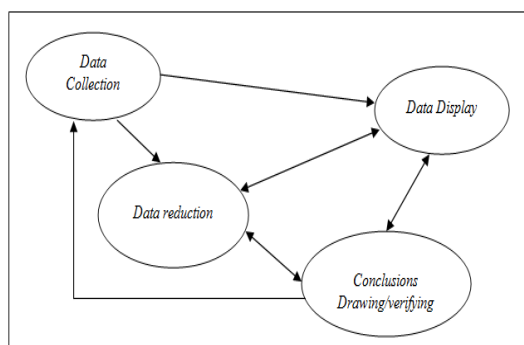 Data
Collection
Data Display
Data reduction
Conclusions
Drawing/verifying